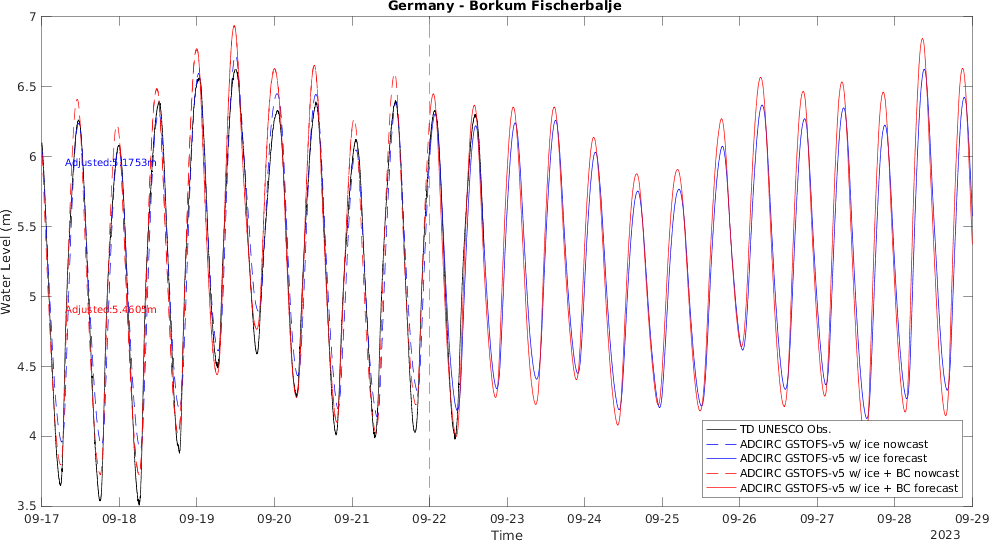 Germany - Borkum Fischerbalje
7
6.5
6
5.5
5
4.5
4
3.5
Water Level (m)
Adjusted:5.1753m
Adjusted:5.4605m
TD UNESCO Obs.
ADCIRC GSTOFS-v5 w/ ice nowcast
ADCIRC GSTOFS-v5 w/ ice forecast
ADCIRC GSTOFS-v5 w/ ice + BC nowcast
ADCIRC GSTOFS-v5 w/ ice + BC forecast
09-17 09-18 09-19 09-20 09-21 09-22 09-23 09-24 09-25 09-26 09-27 09-28 09-29
Time
2023